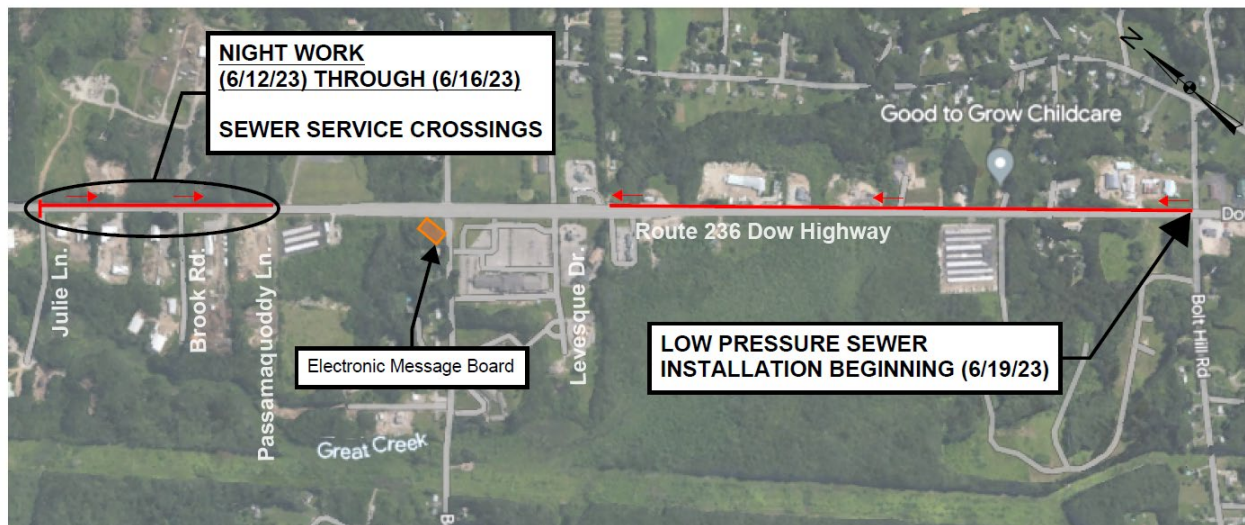 NIGHT WORK
(6/12/23) THROUGH (6/16/23)
SEWER SERVICE CROSSINGS
N
Good to Grow Childcare
Do
Route 236 Dow Highway
Julie Ln.
Brook Rd.
Passamaquoddy Ln.
Levesque Dr.
Bolt Hill Rd
Electronic Message Board
LOW PRESSURE SEWER
INSTALLATION BEGINNING (6/19/23)
Great Creek
B